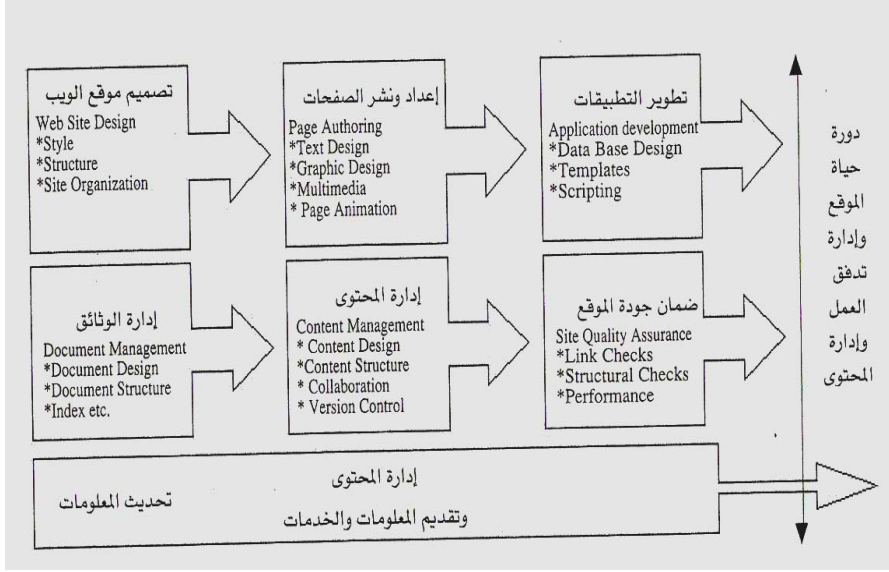 تصميم موقع الويب
Web Site Design
*Style
*Structure
*Site Organization
إعداد ونشر الصفحات
Page Authoring
*Text Design
*Graphic Design
*Multimedia
* Page Animation
تطوير التطبيقات
Application development
*Data Base Design
*Templates
*Scripting
إدارة الوثائق
Document Management
*Document Design
*Document Structure
*Index etc.
إدارة المحتوى
Content Management
* Content Design
*Content Structure
* Collaboration
* Version Control
ضمان جودة الموقع
Site Quality Assurance
*Link Checks
*Structural Checks
*Performance
إدارة المحتوى
تحديث المعلومات
وتقديم المعلومات والخدمات
دورة
حياة
الموقع
وإدارة
تدفق
العمل
وإدارة
المحتوى